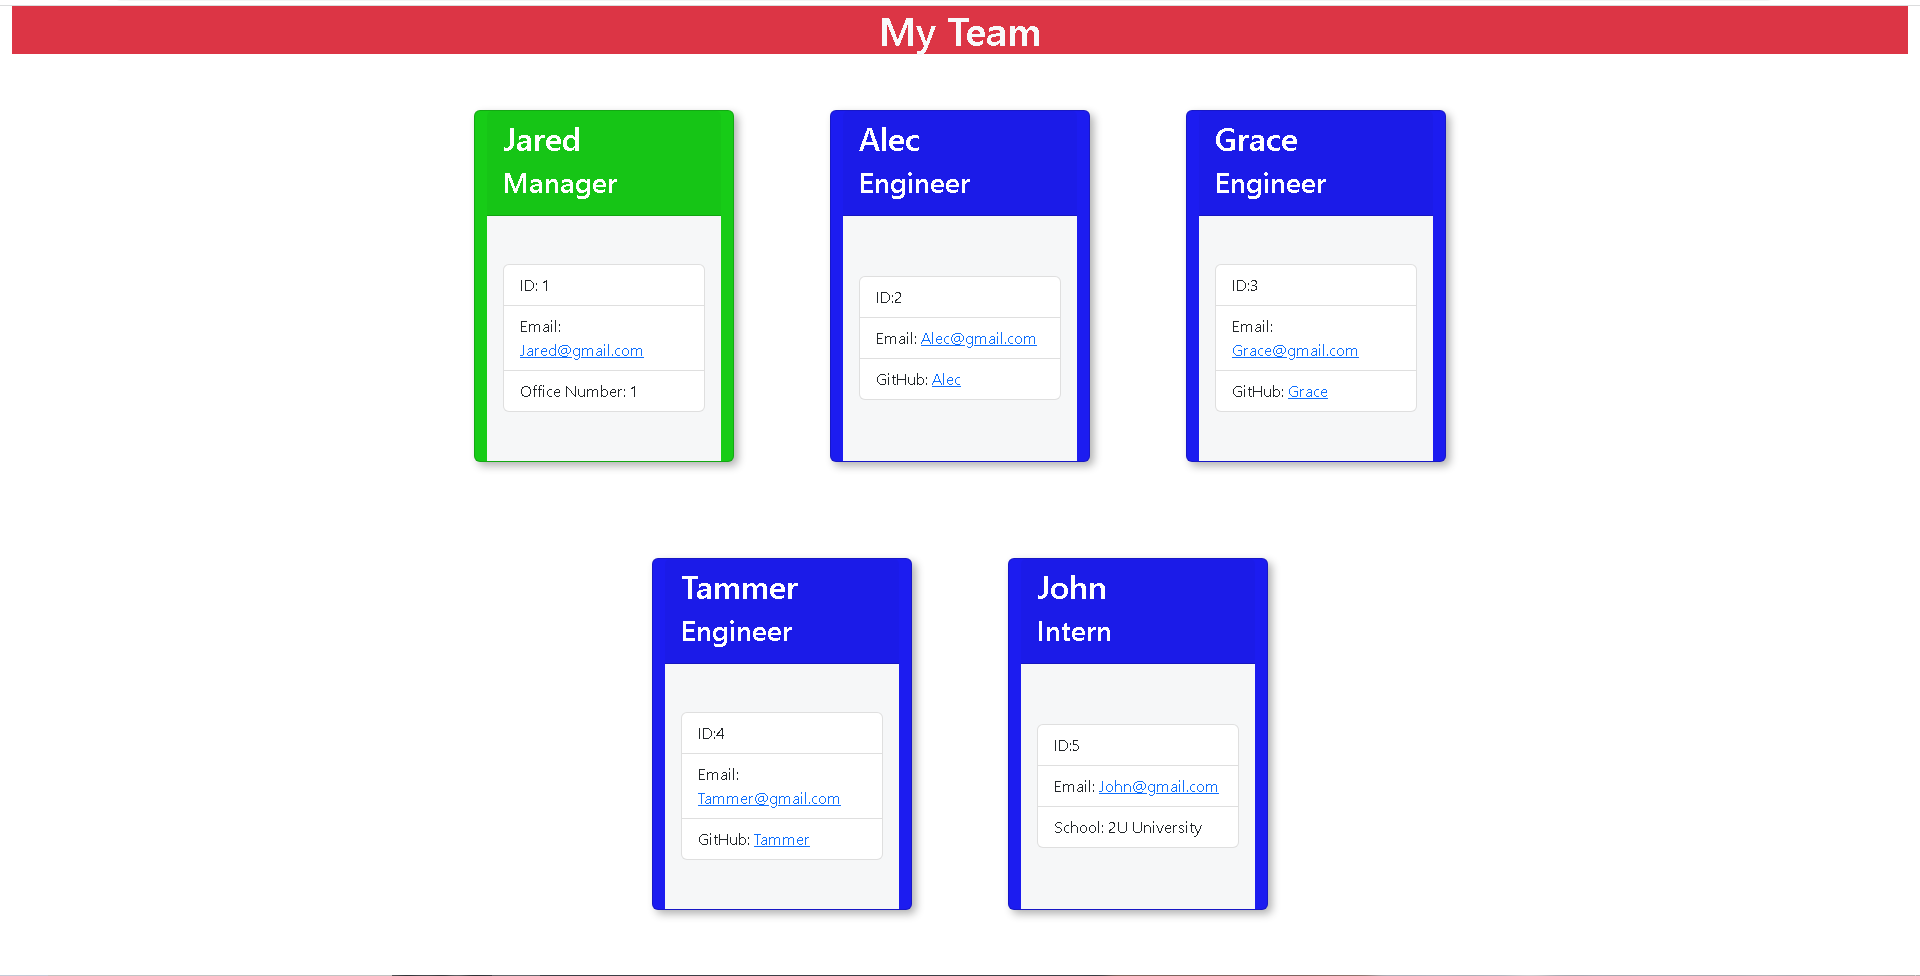 My Team
Jared
Manager
ID: 1
Email:
Jared@gmail.com
Office Number: 1
Alec
Engineer
ID:2
Email: Alec@gmail.com
GitHub: Alec
Grace
Engineer
ID:3
Email:
Grace@gmail.com
GitHub: Grace
Tammer
Engineer
ID:4
Email:
Tammer@gmail.com
GitHub: Tammer
John
Intern
ID:5
Email: John@gmail.com
School: 2U University